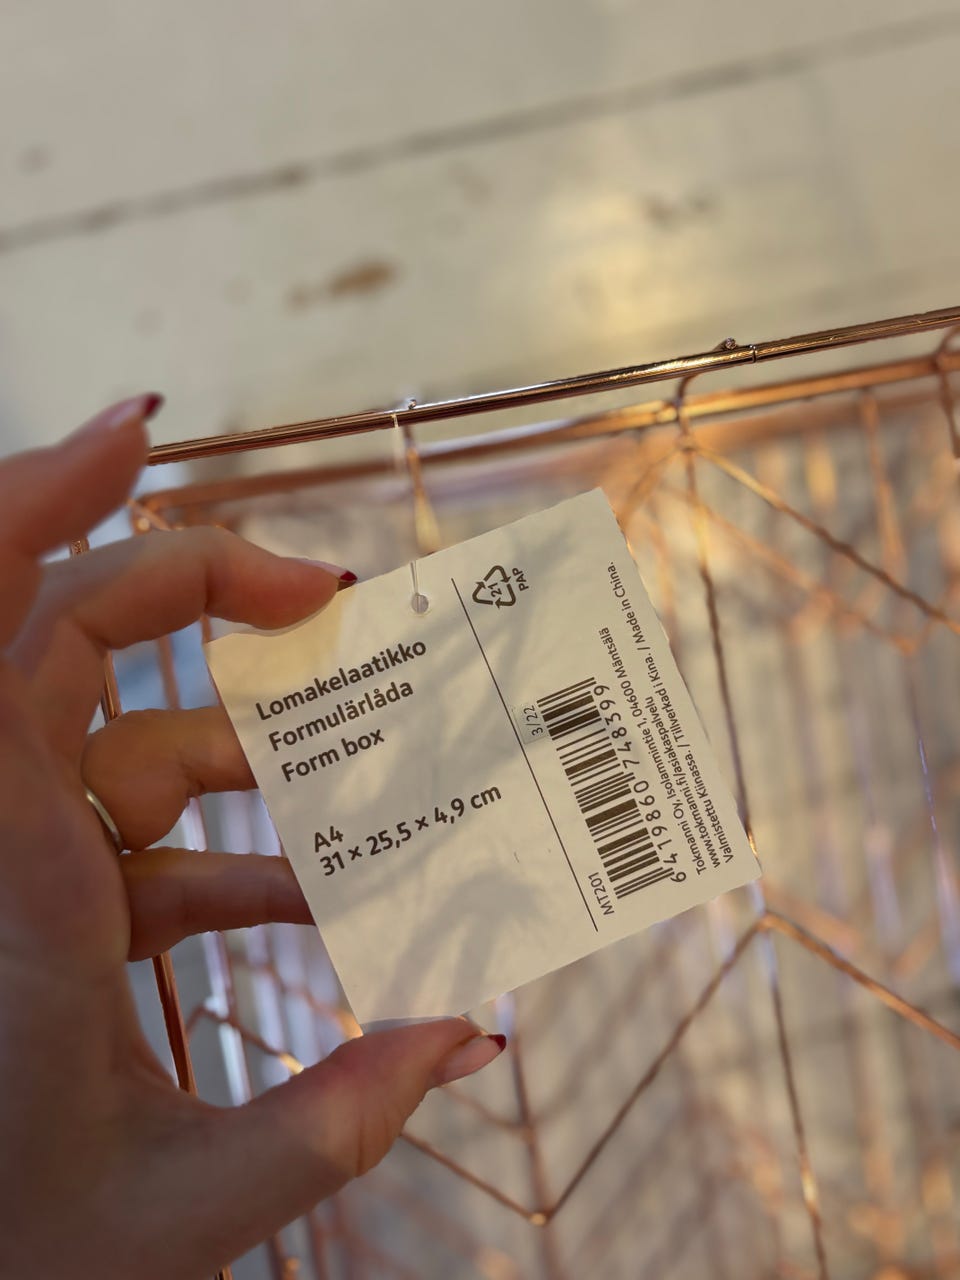 Lomakelaatikko
Formulärlåda
Form box
A4
31 × 25,5 × 4,9 cm
21
PAP
3/22
MT201
6 419860 748399
Tokmanni Oy, Isolammintie 1, 04600 Mäntsälä
www.tokmanni.fi/asiakaspalvelu
Valmistettu Kiinassa. / Tillverkad i Kina. / Made in China.